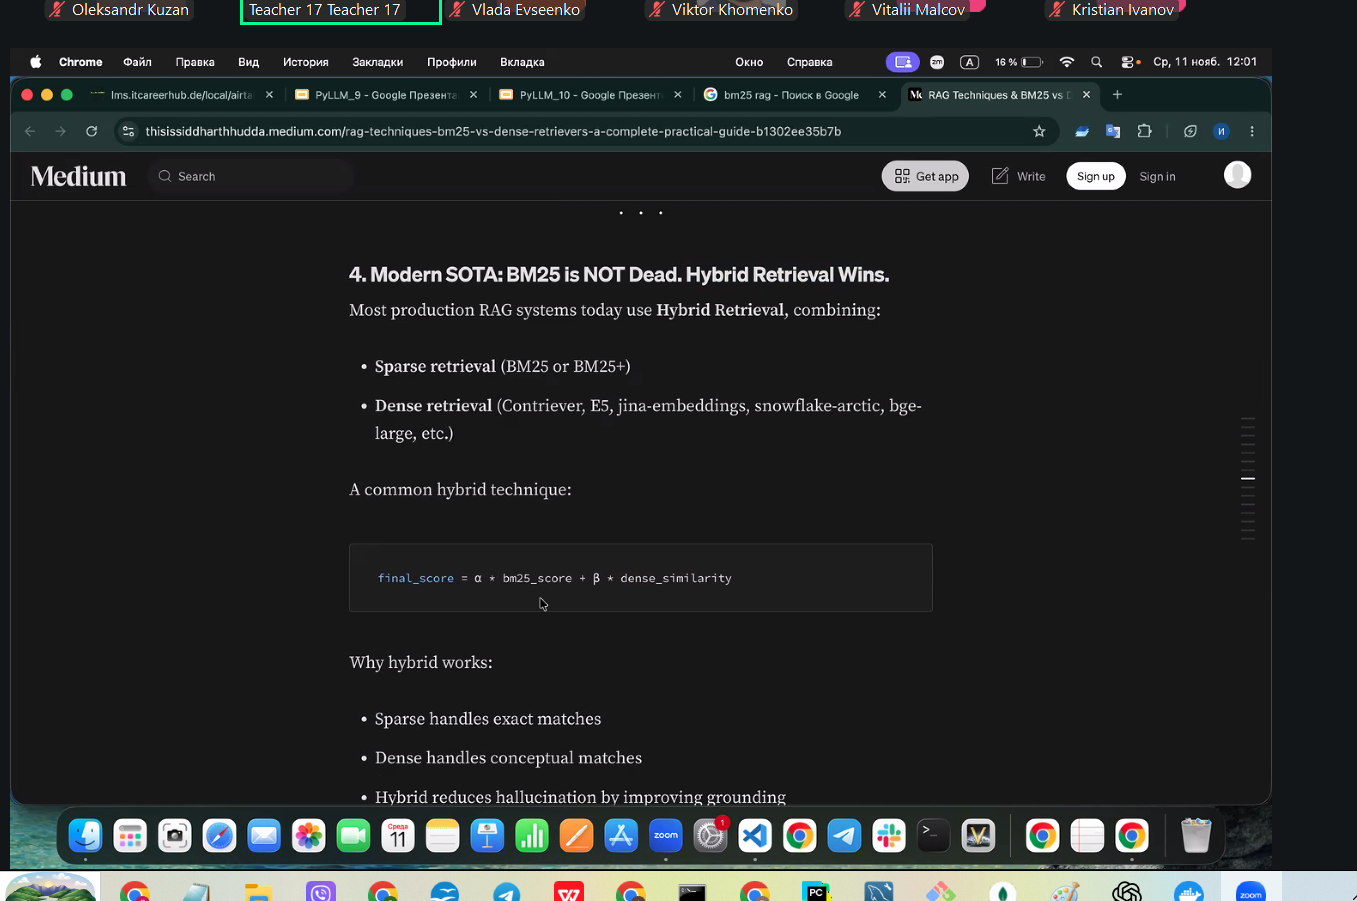 Oleksandr Kuzan
Teacher 17 Teacher 17
Vlada Evseenko
Viktor Khomenko
Vitalii Malcov
Kristian Ivanov
Chrome Файл Правка Вид История Закладки Профили Вкладка Окно Справка
zm A 16 % Ср, 11 нояб. 12:01
lms.itcareerhub.de/local/airta
PyLLM_9 - Google Презента
PyLLM_10 - Google Презент
bm25 rag - Поиск в Google
RAG Techniques & BM25 vs D
thisissiddharthhudda.medium.com/rag-techniques-bm25-vs-dense-retrievers-a-complete-practical-guide-b1302ee35b7b
И
Medium
Search
Get app
Write
Sign up
Sign in
4. Modern SOTA: BM25 is NOT Dead. Hybrid Retrieval Wins.
Most production RAG systems today use Hybrid Retrieval, combining:
• Sparse retrieval (BM25 or BM25+)
• Dense retrieval (Contriever, E5, jina-embeddings, snowflake-arctic, bge-
large, etc.)
A common hybrid technique:
final_score = α * bm25_score + β * dense_similarity
Why hybrid works:
• Sparse handles exact matches
• Dense handles conceptual matches
• Hybrid reduces hallucination by improving grounding
Среда
11
zoom
1
PC
zoom